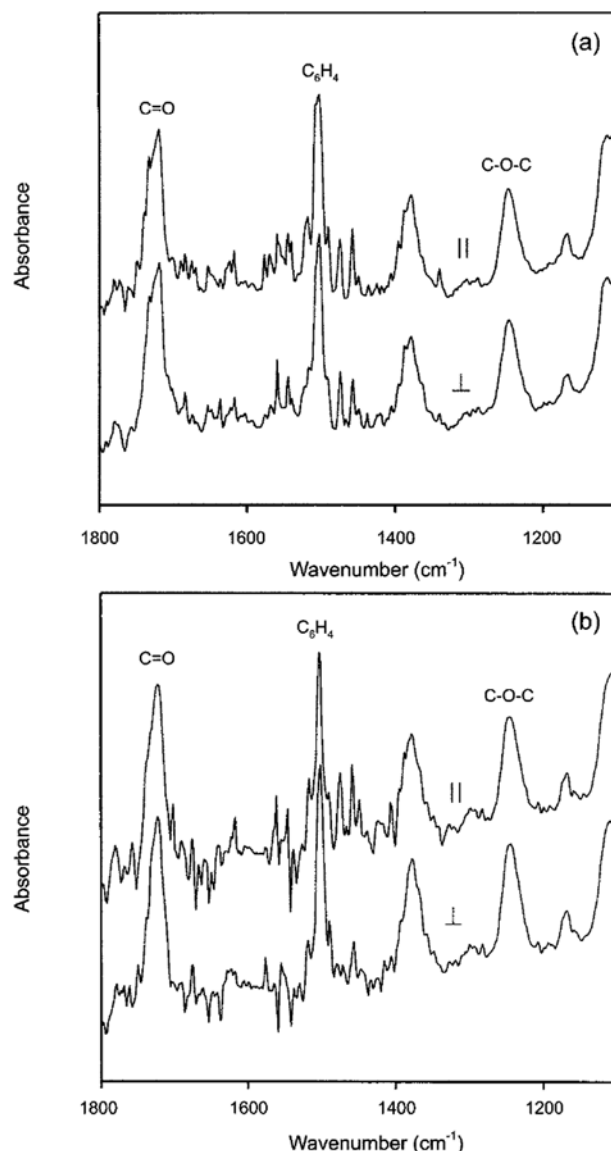 (a)
C₆H₄
C=O
C-O-C
||
⊥
Absorbance
1800 1600 1400 1200
Wavenumber (cm⁻¹)
(b)
C₆H₄
C=O
C-O-C
||
⊥
Absorbance
1800 1600 1400 1200
Wavenumber (cm⁻¹)